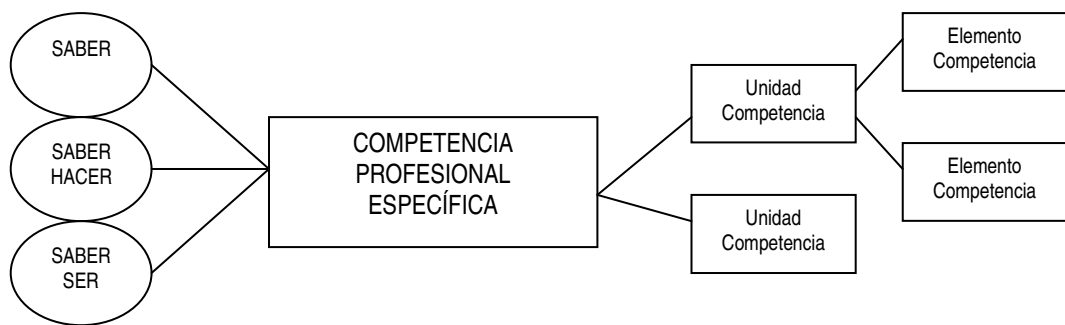 SABER
SABER
HACER
SABER
SER
COMPETENCIA
PROFESIONAL
ESPECÍFICA
Unidad
Competencia
Unidad
Competencia
Elemento
Competencia
Elemento
Competencia